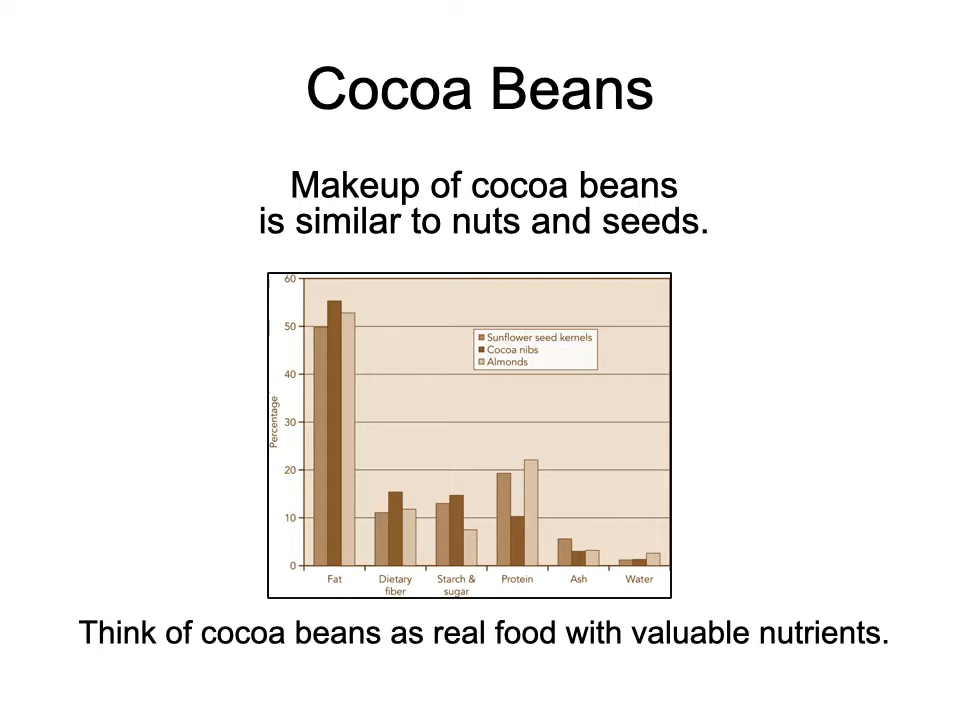 Cocoa Beans
Makeup of cocoa beans
is similar to nuts and seeds.
60
50
40
30
20
10
0
Percentage
Sunflower seed kernels
Cocoa nibs
Almonds
Fat
Dietary
fiber
Starch &
sugar
Protein
Ash
Water
Think of cocoa beans as real food with valuable nutrients.